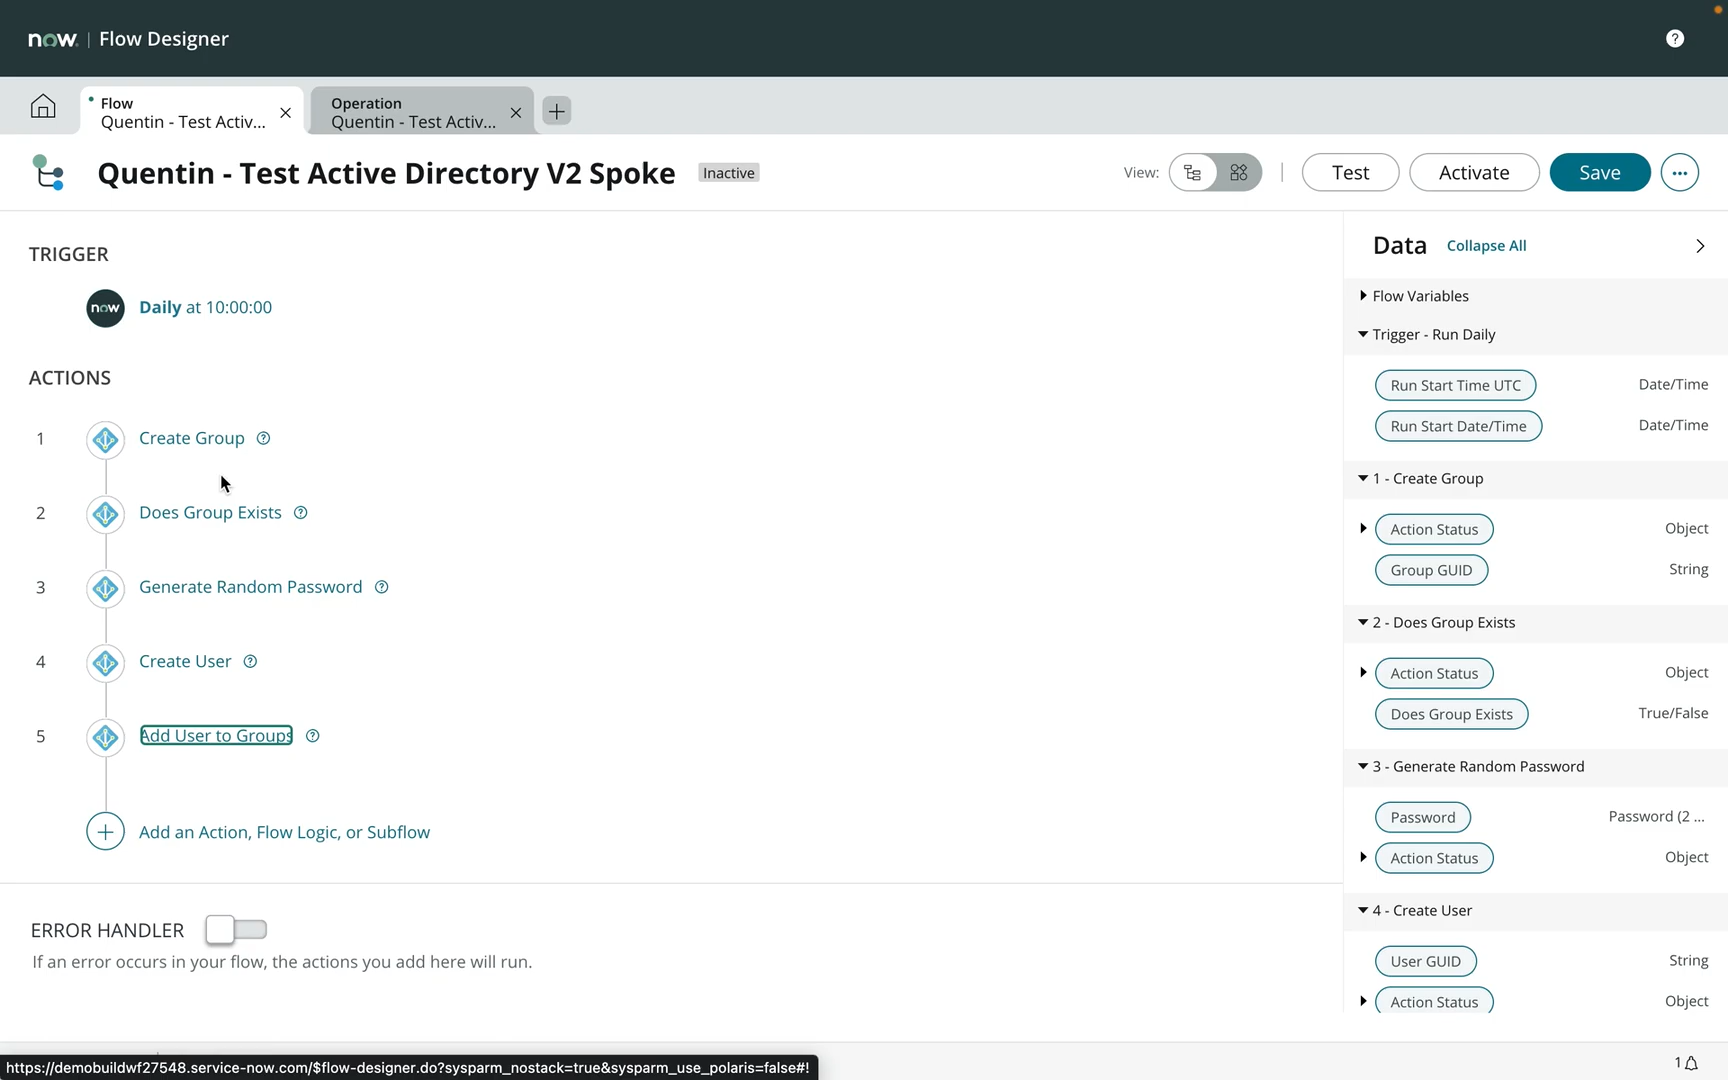 now. | Flow Designer
?
Flow
Quentin - Test Activ...
Operation
Quentin - Test Activ...
Quentin - Test Active Directory V2 Spoke
Inactive
View:
Test
Activate
Save
TRIGGER
now
Daily at 10:00:00
ACTIONS
1 Create Group ?
2 Does Group Exists ?
3 Generate Random Password ?
4 Create User ?
5 Add User to Groups ?
Add an Action, Flow Logic, or Subflow
ERROR HANDLER
If an error occurs in your flow, the actions you add here will run.
Data Collapse All
Flow Variables
Trigger - Run Daily
Run Start Time UTC Date/Time
Run Start Date/Time Date/Time
1 - Create Group
Action Status Object
Group GUID String
2 - Does Group Exists
Action Status Object
Does Group Exists True/False
3 - Generate Random Password
Password Password (2 ...
Action Status Object
4 - Create User
User GUID String
Action Status Object
https://demobuildwf27548.service-now.com/$flow-designer.do?sysparm_nostack=true&sysparm_use_polaris=false#!
1